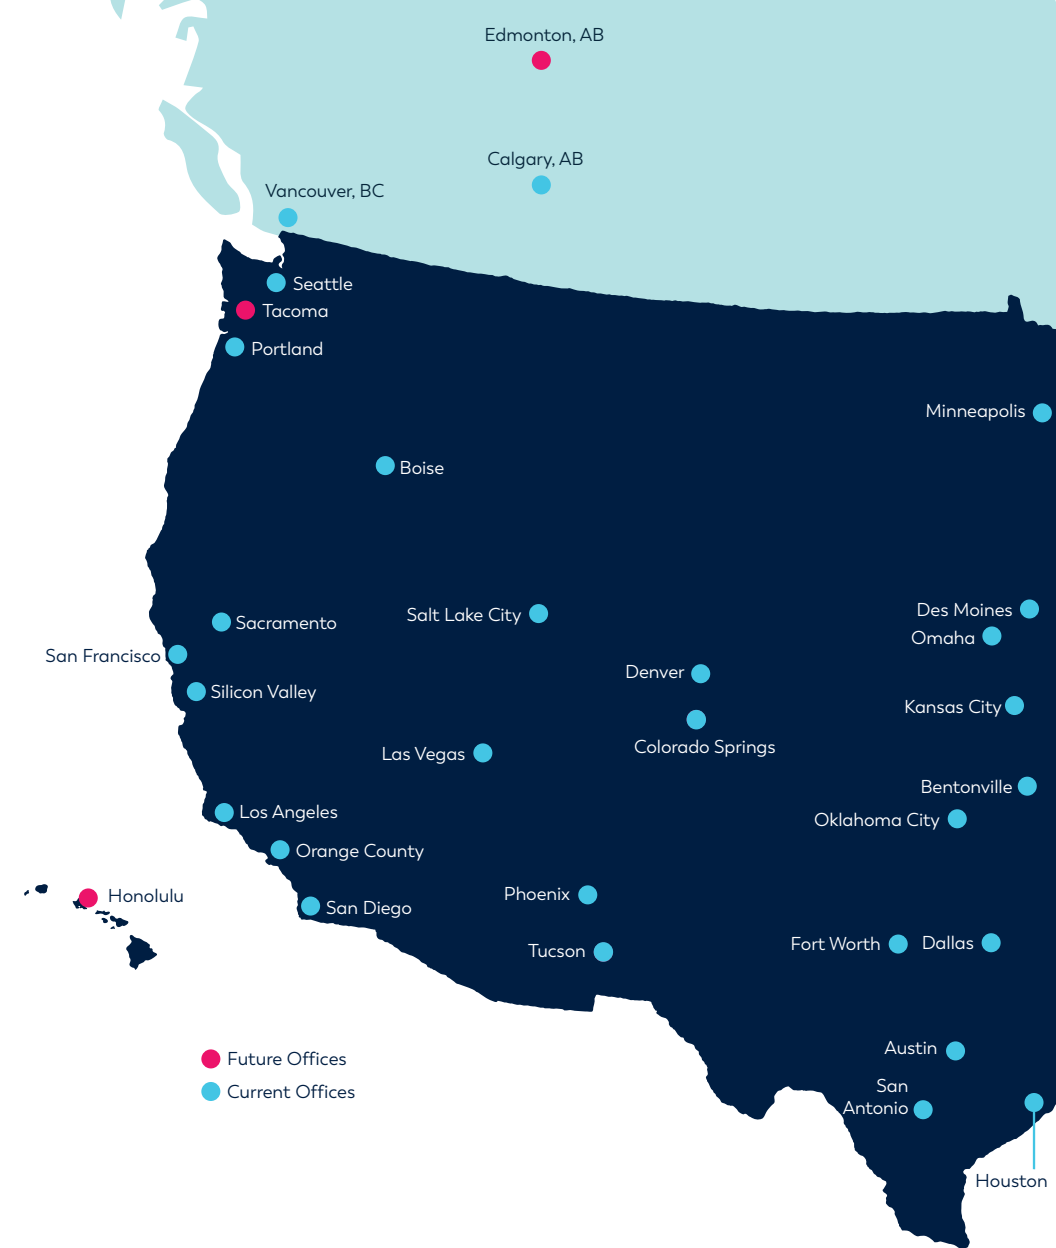 Edmonton, AB
Calgary, AB
Vancouver, BC
Seattle
Tacoma
Portland
Minneapolis
Boise
Des Moines
Salt Lake City
Sacramento
Omaha
San Francisco
Denver
Silicon Valley
Kansas City
Colorado Springs
Las Vegas
Bentonville
Los Angeles
Oklahoma City
Orange County
Phoenix
Honolulu
San Diego
Fort Worth
Dallas
Tucson
Austin
Future Offices
San
Antonio
Current Offices
Houston